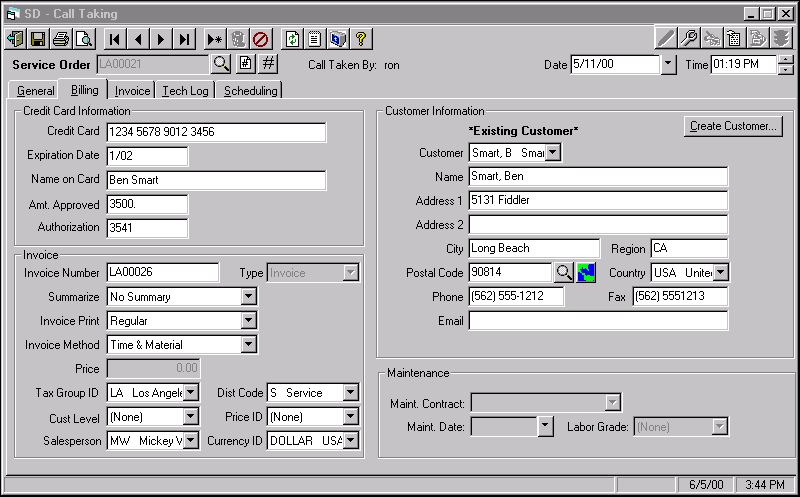 SD - Call Taking
Service Order LA00021 # # Call Taken By: ron Date 5/11/00 Time 01:19 PM
General Billing Invoice Tech Log Scheduling
Credit Card Information
Credit Card 1234 5678 9012 3456
Expiration Date 1/02
Name on Card Ben Smart
Amt. Approved 3500.
Authorization 3541
Invoice
Invoice Number LA00026 Type Invoice
Summarize No Summary
Invoice Print Regular
Invoice Method Time & Material
Price 0.00
Tax Group ID LA Los Angele Dist Code S Service
Cust Level (None) Price ID (None)
Salesperson MW Mickey Currency ID DOLLAR USA
Customer Information
*Existing Customer* Create Customer...
Customer Smart, B Smar
Name Smart, Ben
Address 1 5131 Fiddler
Address 2
City Long Beach Region CA
Postal Code 90814 Country USA Unite
Phone (562) 555-1212 Fax (562) 5551213
Email
Maintenance
Maint. Contract:
Maint. Date: Labor Grade: (None)
6/5/00 3:44 PM